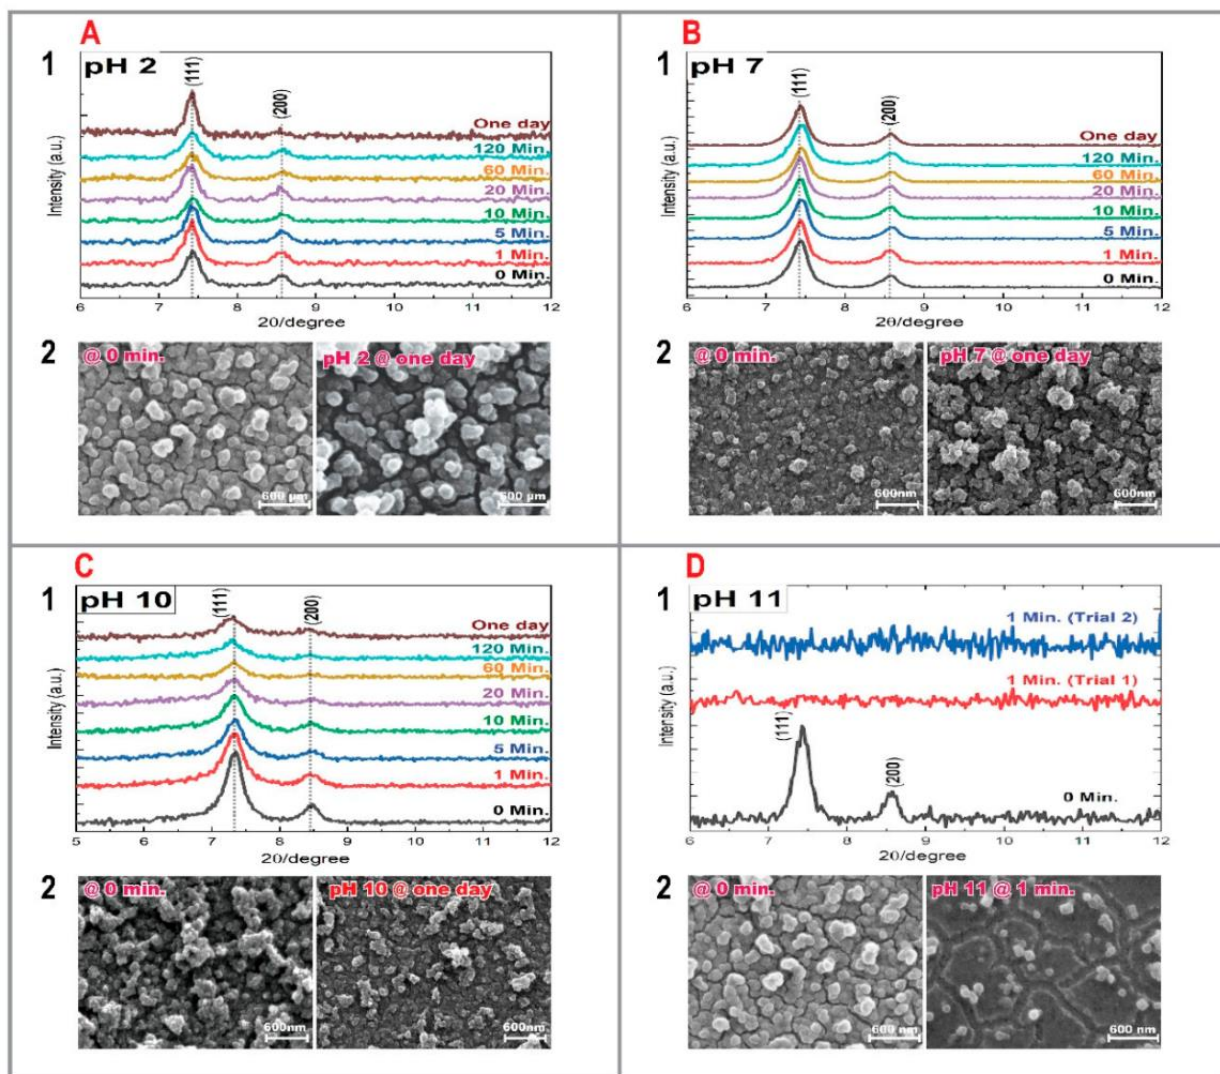 A
1
pH 2
(111)
(200)
One day
120 Min.
60 Min.
20 Min.
10 Min.
5 Min.
1 Min.
0 Min.
Intensity (a.u.)
6 7 8 9 10 11 12
2θ/degree
2
@ 0 min.
600 µm
pH 2 @ one day
600 µm
B
1
pH 7
(111)
(200)
One day
120 Min.
60 Min.
20 Min.
10 Min.
5 Min.
1 Min.
0 Min.
Intensity (a.u.)
6 7 8 9 10 11 12
2θ/degree
2
@ 0 min.
600nm
pH 7 @ one day
600nm
C
1
pH 10
(111)
(200)
One day
120 Min.
60 Min.
20 Min.
10 Min.
5 Min.
1 Min.
0 Min.
Intensity (a.u.)
5 6 7 8 9 10 11 12
2θ/degree
2
@ 0 min.
600nm
pH 10 @ one day
600nm
D
1
pH 11
1 Min. (Trial 2)
1 Min. (Trial 1)
(111)
(200)
0 Min.
Intensity (a.u.)
6 7 8 9 10 11 12
2θ/degree
2
@ 0 min.
600 nm
pH 11 @ 1 min.
600 nm